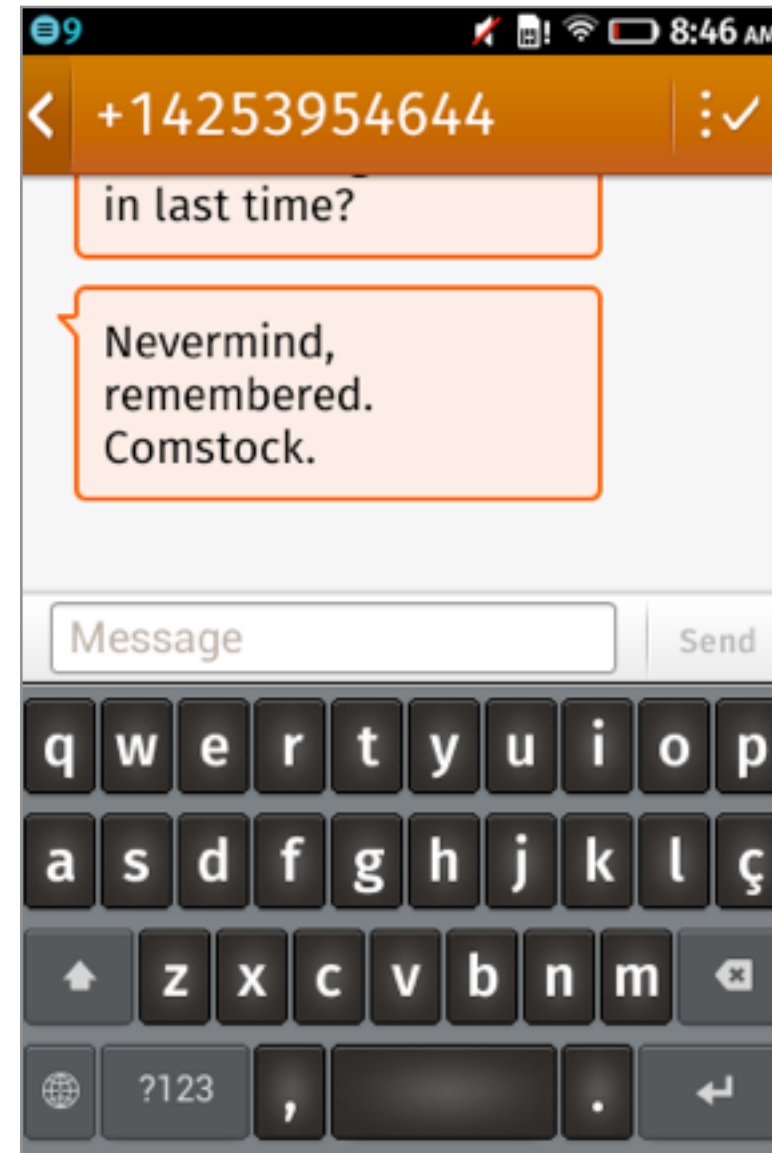 9 8:46 AM
+14253954644
in last time?
Nevermind,
remembered.
Comstock.
Message Send
q w e r t y u i o p
a s d f g h j k l ç
z x c v b n m
?123 , .